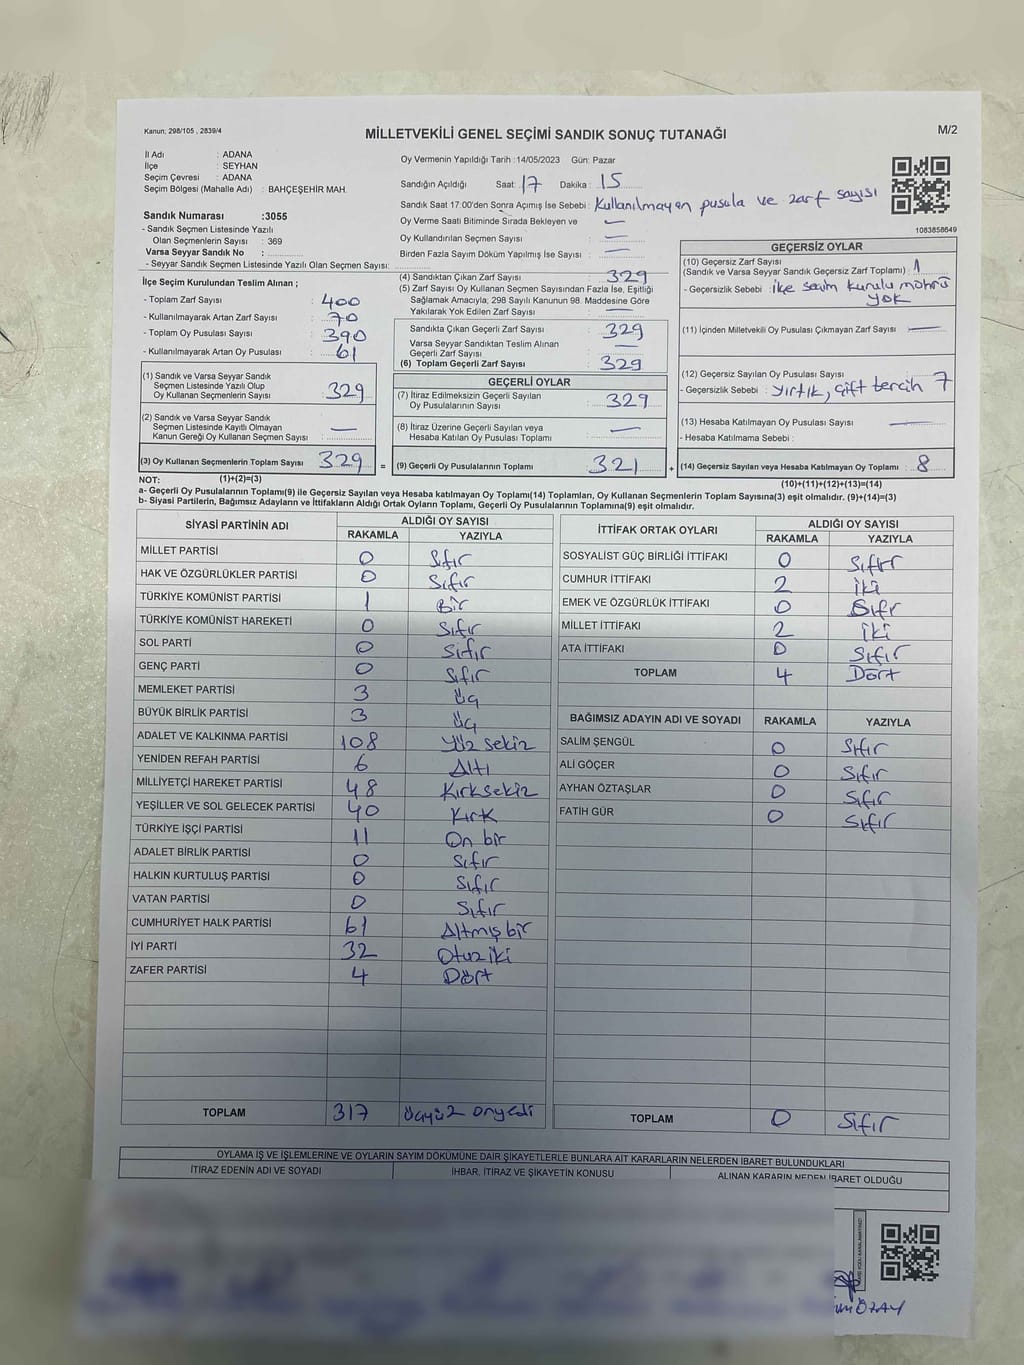 Kanun; 298/105 , 2839/4
MİLLETVEKİLİ GENEL SEÇİMİ SANDIK SONUÇ TUTANAĞI
M/2
İl Adı : ADANA
İlçe : SEYHAN
Seçim Çevresi : ADANA
Seçim Bölgesi (Mahalle Adı) : BAHÇEŞEHİR MAH.
Sandık Numarası :3055
- Sandık Seçmen Listesinde Yazılı
Olan Seçmenlerin Sayısı : 369
Varsa Seyyar Sandık No :
- Seyyar Sandık Seçmen Listesinde Yazılı Olan Seçmen Sayısı:
Oy Vermenin Yapıldığı Tarih :14/05/2023 Gün: Pazar
Sandığın Açıldığı Saat: 17 Dakika : 15
Sandık Saat 17:00'den Sonra Açımış İse Sebebi : Kullanılmayan pusula ve zarf sayısı
Oy Verme Saati Bitiminde Sırada Bekleyen ve —
Oy Kullandırılan Seçmen Sayısı —
Birden Fazla Sayım Döküm Yapılmış İse Sayısı —
1083858649
İlçe Seçim Kurulundan Teslim Alınan ;
- Toplam Zarf Sayısı : 400
- Kullanılmayarak Artan Zarf Sayısı : 70
- Toplam Oy Pusulası Sayısı : 390
- Kullanılmayarak Artan Oy Pusulası : 61
(1) Sandık ve Varsa Seyyar Sandık
Seçmen Listesinde Yazılı Olup
Oy Kullanan Seçmenlerin Sayısı : 329
(2) Sandık ve Varsa Seyyar Sandık
Seçmen Listesinde Kayıtlı Olmayan
Kanun Gereği Oy Kullanan Seçmen Sayısı : —
(3) Oy Kullanan Seçmenlerin Toplam Sayısı 329 =
(1)+(2)=(3)
(4) Sandıktan Çıkan Zarf Sayısı : 329
(5) Zarf Sayısı Oy Kullanan Seçmen Sayısından Fazla İse, Eşitliği
Sağlamak Amacıyla, 298 Sayılı Kanunun 98. Maddesine Göre
Yakılarak Yok Edilen Zarf Sayısı : —
Sandıkta Çıkan Geçerli Zarf Sayısı : 329
Varsa Seyyar Sandıktan Teslim Alınan
Geçerli Zarf Sayısı : —
(6) Toplam Geçerli Zarf Sayısı : 329
GEÇERLİ OYLAR
(7) İtiraz Edilmeksizin Geçerli Sayılan
Oy Pusulalarının Sayısı : 329
(8) İtiraz Üzerine Geçerli Sayılan veya
Hesaba Katılan Oy Pusulası Toplamı : —
(9) Geçerli Oy Pusulalarının Toplamı : 321 +
GEÇERSİZ OYLAR
(10) Geçersiz Zarf Sayısı
(Sandık ve Varsa Seyyar Sandık Geçersiz Zarf Toplamı) : 1
- Geçersizlik Sebebi : ilçe seçim kurulu mührü
yok
(11) İçinden Milletvekili Oy Pusulası Çıkmayan Zarf Sayısı : —
(12) Geçersiz Sayılan Oy Pusulası Sayısı : 7
- Geçersizlik Sebebi : Yırtık, çift tercih
(13) Hesaba Katılmayan Oy Pusulası Sayısı : —
- Hesaba Katılmama Sebebi :
(14) Geçersiz Sayılan veya Hesaba Katılmayan Oy Toplamı : 8
(10)+(11)+(12)+(13)=(14)
NOT:
a- Geçerli Oy Pusulalarının Toplamı(9) ile Geçersiz Sayılan veya Hesaba katılmayan Oy Toplamı(14) Toplamları, Oy Kullanan Seçmenlerin Toplam Sayısına(3) eşit olmalıdır. (9)+(14)=(3)
b- Siyasi Partilerin, Bağımsız Adayların ve İttifakların Aldığı Ortak Oyların Toplamı, Geçerli Oy Pusulalarının Toplamına(9) eşit olmalıdır.
SİYASİ PARTİNİN ADI ALDIĞI OY SAYISI
RAKAMLA YAZIYLA
MİLLET PARTİSİ 0 Sıfır
HAK VE ÖZGÜRLÜKLER PARTİSİ 0 Sıfır
TÜRKİYE KOMÜNİST PARTİSİ 1 Bir
TÜRKİYE KOMÜNİST HAREKETİ 0 Sıfır
SOL PARTİ 0 Sıfır
GENÇ PARTİ 0 Sıfır
MEMLEKET PARTİSİ 3 Üç
BÜYÜK BİRLİK PARTİSİ 3 Üç
ADALET VE KALKINMA PARTİSİ 108 Yüz sekiz
YENİDEN REFAH PARTİSİ 6 Altı
MİLLİYETÇİ HAREKET PARTİSİ 48 Kırksekiz
YEŞİLLER VE SOL GELECEK PARTİSİ 40 Kırk
TÜRKİYE İŞÇİ PARTİSİ 11 On bir
ADALET BİRLİK PARTİSİ 0 Sıfır
HALKIN KURTULUŞ PARTİSİ 0 Sıfır
VATAN PARTİSİ 0 Sıfır
CUMHURİYET HALK PARTİSİ 61 Altmış bir
İYİ PARTİ 32 Otuz iki
ZAFER PARTİSİ 4 Dört
TOPLAM 317 Üçyüz onyedi
İTTİFAK ORTAK OYLARI ALDIĞI OY SAYISI
RAKAMLA YAZIYLA
SOSYALİST GÜÇ BİRLİĞİ İTTİFAKI 0 Sıfır
CUMHUR İTTİFAKI 2 İki
EMEK VE ÖZGÜRLÜK İTTİFAKI 0 Sıfr
MİLLET İTTİFAKI 2 İki
ATA İTTİFAKI 0 Sıfır
TOPLAM 4 Dört
BAĞIMSIZ ADAYIN ADI VE SOYADI RAKAMLA YAZIYLA
SALİM ŞENGÜL 0 Sıfır
ALİ GÖÇER 0 Sıfır
AYHAN ÖZTAŞLAR 0 Sıfır
FATİH GÜR 0 Sıfır
TOPLAM 0 Sıfır
OYLAMA İŞ VE İŞLEMLERİNE VE OYLARIN SAYIM DÖKÜMÜNE DAİR ŞİKAYETLERLE BUNLARA AİT KARARLARIN NELERDEN İBARET BULUNDUKLARI
İTİRAZ EDENİN ADI VE SOYADI İHBAR, İTİRAZ VE ŞİKAYETİN KONUSU ALINAN KARARIN NEDEN İBARET OLDUĞU
ÖZAY